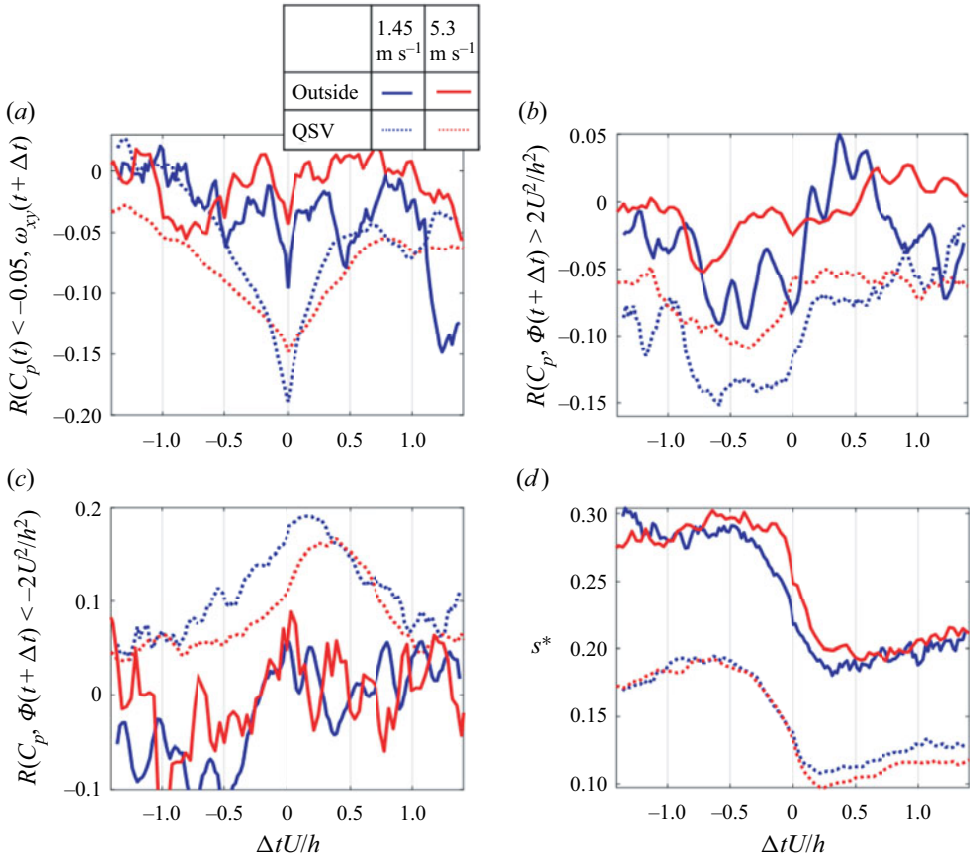 1.45 5.3
m s⁻¹ m s⁻¹
Outside
QSV
(a)
R(C_p(t) < –0.05, ω_xy(t + Δt)
0
–0.05
–0.10
–0.15
–0.20
–1.0 –0.5 0 0.5 1.0
(b)
R(C_p, Φ(t + Δt) > 2U²/h²)
0.05
0
–0.05
–0.10
–0.15
–1.0 –0.5 0 0.5 1.0
(c)
R(C_p, Φ(t + Δt) < –2U²/h²)
0.2
0.1
0
–0.1
–1.0 –0.5 0 0.5 1.0
ΔtU/h
(d)
s*
0.30
0.25
0.20
0.15
0.10
–1.0 –0.5 0 0.5 1.0
ΔtU/h